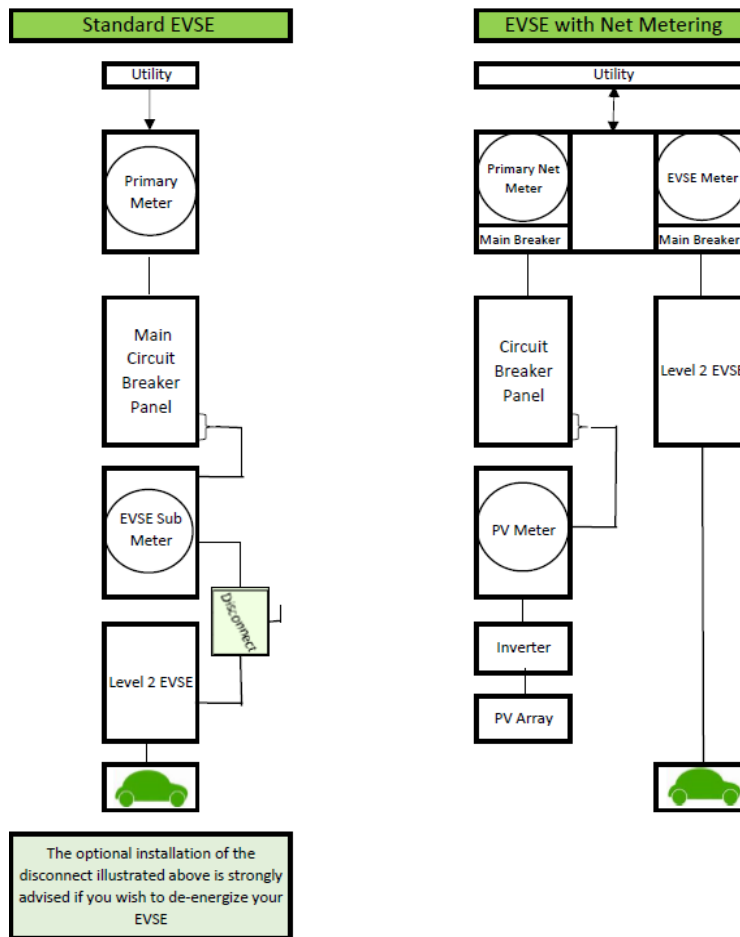 Standard EVSE
Utility
Primary
Meter
Main
Circuit
Breaker
Panel
EVSE Sub
Meter
Disconnect
Level 2 EVSE
The optional installation of the
disconnect illustrated above is strongly
advised if you wish to de-energize your
EVSE
EVSE with Net Metering
Utility
Primary Net
Meter
Main Breaker
EVSE Meter
Main Breaker
Circuit
Breaker
Panel
Level 2 EVSE
PV Meter
Inverter
PV Array